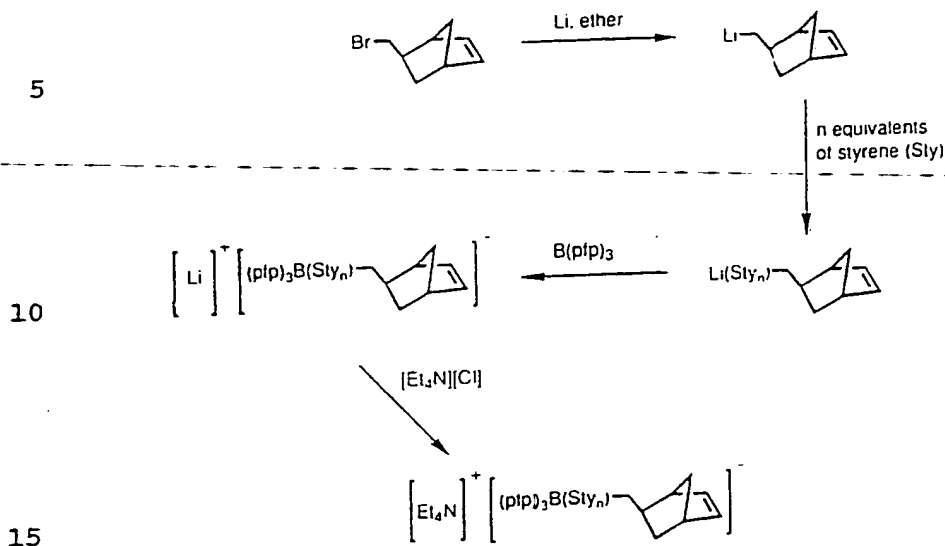 Br
Li, ether
Li
5
n equivalents
of styrene (Sty)
[Li]+ [(pfp)3B(Styn) ]-
B(pfp)3
Li(Styn)
10
[Et4N][Cl]
[Et4N]+ [(pfp)3B(Styn) ]-
15